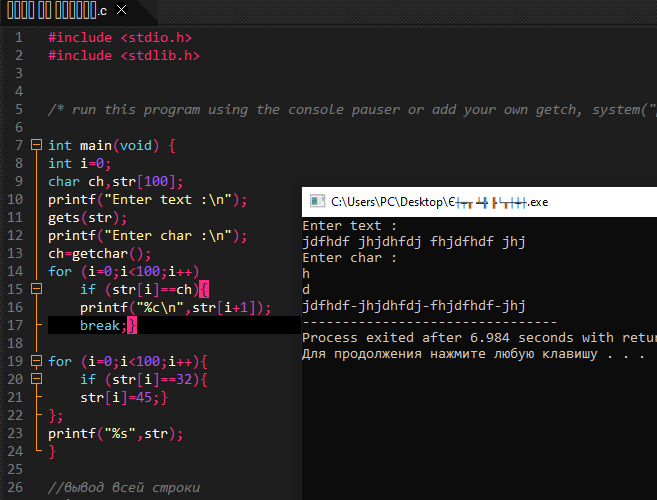 .c
1 #include <stdio.h>
2 #include <stdlib.h>
3
4
5 /* run this program using the console pauser or add your own getch, system("
6
7 int main(void) {
8 int i=0;
9 char ch,str[100];
10 printf("Enter text :\n");
11 gets(str);
12 printf("Enter char :\n");
13 ch=getchar();
14 for (i=0;i<100;i++)
15 if (str[i]==ch){
16 printf("%c\n",str[i+1]);
17 break;}
18
19 for (i=0;i<100;i++){
20 if (str[i]==32){
21 str[i]=45;}
22 };
23 printf("%s",str);
24 }
25
26 //вывод всей строки
C:\Users\PC\Desktop\ .exe
Enter text :
jdfhdf jhjdhfdj fhjdfhdf jhj
Enter char :
h
d
jdfhdf-jhjdhfdj-fhjdfhdf-jhj
--------------------------------
Process exited after 6.984 seconds with retu
Для продолжения нажмите любую клавишу . . .